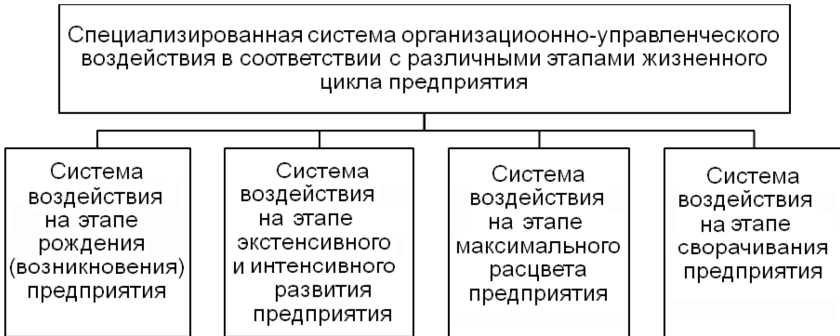 Специализированная система организациоонно-управленческого
воздействия в соответствии с различными этапами жизненного
цикла предприятия
Система
воздействия
на этапе
рождения
(возникновения)
предприятия
Система
воздействия
на этапе
экстенсивного
и интенсивного
развития
предприятия
Система
воздействия
на этапе
максимального
расцвета
предприятия
Система
воздействия
на этапе
сворачивания
предприятия